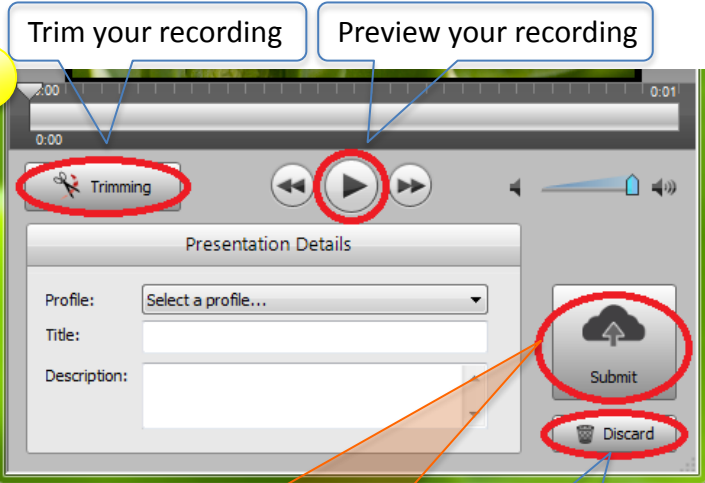 Trim your recording
Preview your recording
0:00
0:01
0:00
Trimming
Presentation Details
Profile:
Select a profile...
Title:
Description:
Submit
Discard